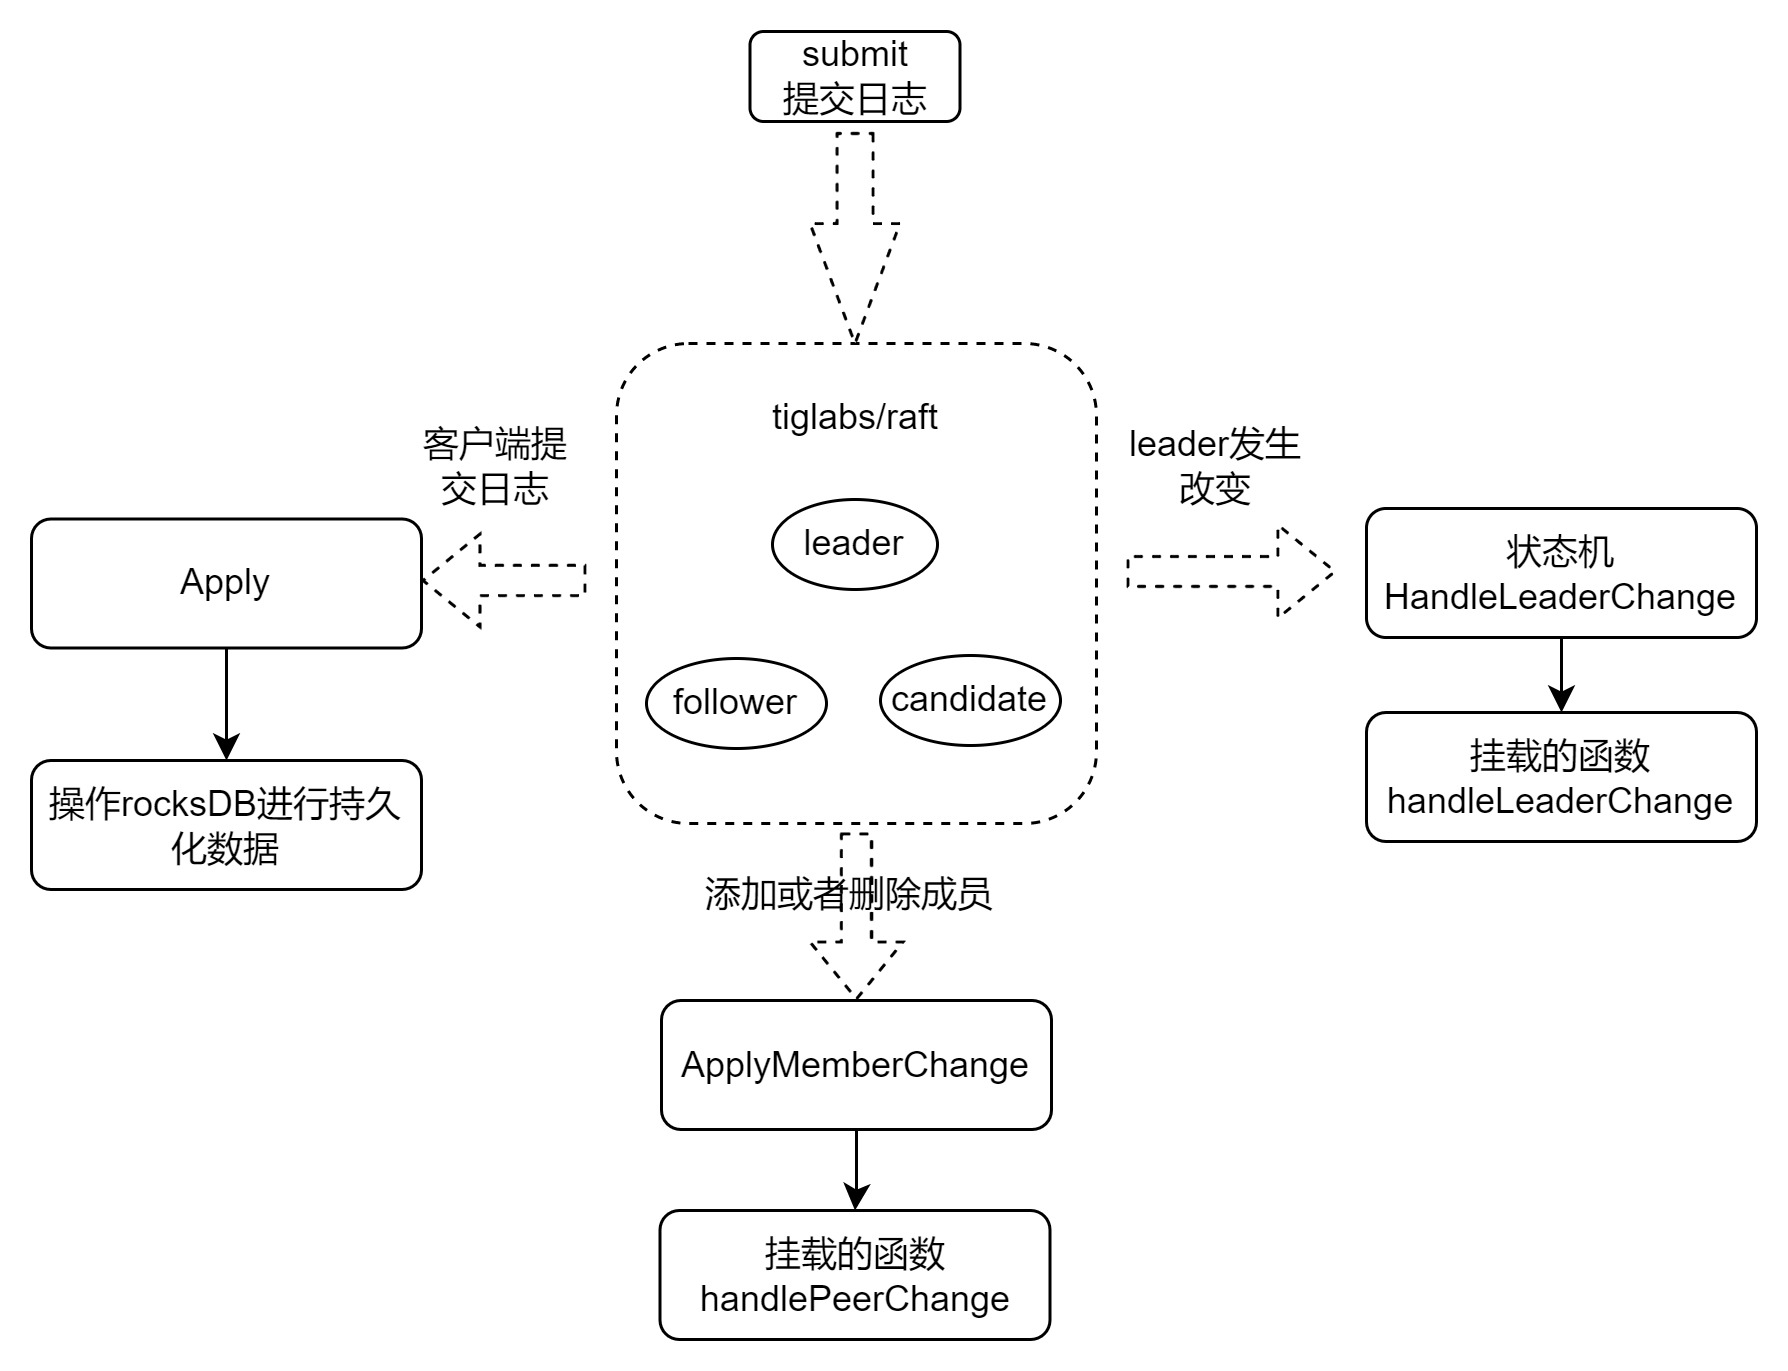 submit
提交日志
tiglabs/raft
客户端提
交日志
leader发生
改变
leader
Apply
状态机
HandleLeaderChange
follower
candidate
操作rocksDB进行持久
化数据
挂载的函数
handleLeaderChange
添加或者删除成员
ApplyMemberChange
挂载的函数
handlePeerChange